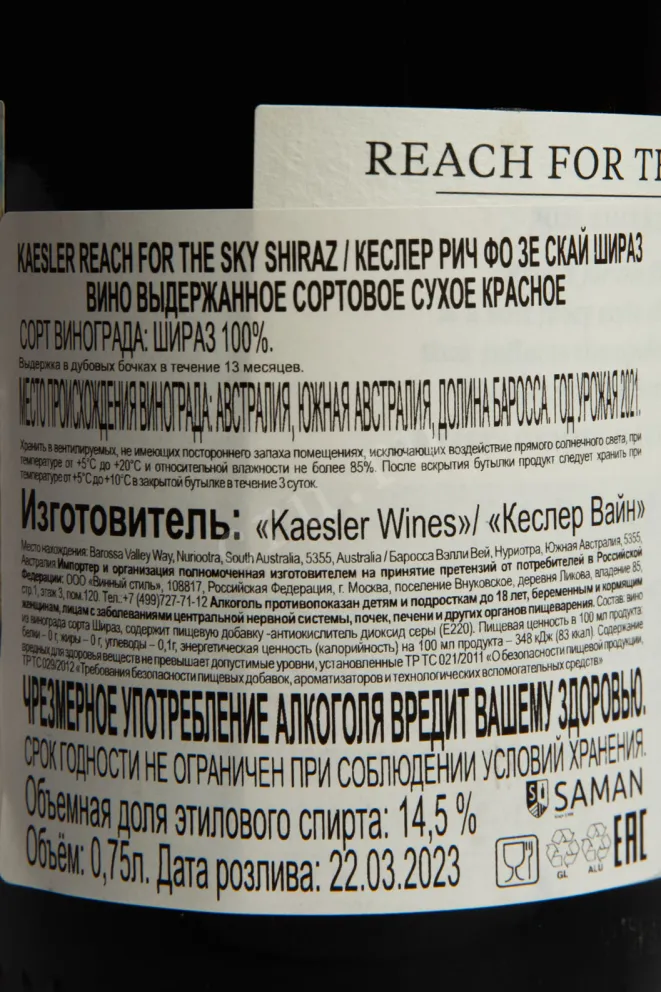 REACH FOR TH
KAESLER REACH FOR THE SKY SHIRAZ / КЕСЛЕР РИЧ ФО ЗЕ СКАЙ ШИРАЗ
ВИНО ВЫДЕРЖАННОЕ СОРТОВОЕ СУХОЕ КРАСНОЕ
СОРТ ВИНОГРАДА: ШИРАЗ 100%.
Выдержка в дубовых бочках в течение 13 месяцев.
МЕСТО ПРОИСХОЖДЕНИЯ ВИНОГРАДА: АВСТРАЛИЯ, ЮЖНАЯ АВСТРАЛИЯ, ДОЛИНА БАРОССА. ГОД УРОЖАЯ 2021.
Хранить в вентилируемых, не имеющих постороннего запаха помещениях, исключающих воздействие прямого солнечного света, при
температуре от +5°C до +20°C и относительной влажности не более 85%. После вскрытия бутылки продукт следует хранить при
температуре от +5°C до +10°C в закрытой бутылке в течение 3 суток.
Изготовитель: «Kaesler Wines»/ «Кеслер Вайн»
Место нахождения: Barossa Valley Way, Nuriootra, South Australia, 5355, Australia / Баросса Вэлли Вей, Нуриотра, Южная Австралия, 5355,
Австралия Импортер и организация уполномоченная изготовителем на принятие претензий от потребителей в Российской
Федерации: ООО «Винный стиль», 108817, Российская Федерация, г. Москва, поселение Внуковское, деревня Пикова, владение 85,
стр.1, этаж 3, пом.120. Тел.:+7 (499)727-71-12 Алкоголь противопоказан детям и подросткам до 18 лет, беременным и кормящим
женщинам, лицам с заболеваниями центральной нервной системы, почек, печени и других органов пищеварения. Состав: вино
из винограда сорта Шираз, содержит пищевую добавку -антиокислитель диоксид серы (Е220). Пищевая ценность в 100 мл продукта:
белки – 0 г, жиры – 0 г, углеводы – 0,1г, энергетическая ценность (калорийность) на 100 мл продукта – 348 кДж (83 ккал). Содержание
вредных для здоровья веществ не превышает допустимые уровни, установленные ТР ТС 021/2011 «О безопасности пищевой продукции,
ТР ТС 029/2012 «Требования безопасности пищевых добавок, ароматизаторов и технологических вспомогательных средств»
ЧРЕЗМЕРНОЕ УПОТРЕБЛЕНИЕ АЛКОГОЛЯ ВРЕДИТ ВАШЕМУ ЗДОРОВЬЮ.
СРОК ГОДНОСТИ НЕ ОГРАНИЧЕН ПРИ СОБЛЮДЕНИИ УСЛОВИЙ ХРАНЕНИЯ.
Объемная доля этилового спирта: 14,5 %
SAMAN
Объём: 0,75л. Дата розлива: 22.03.2023
GL
ALU
EAC